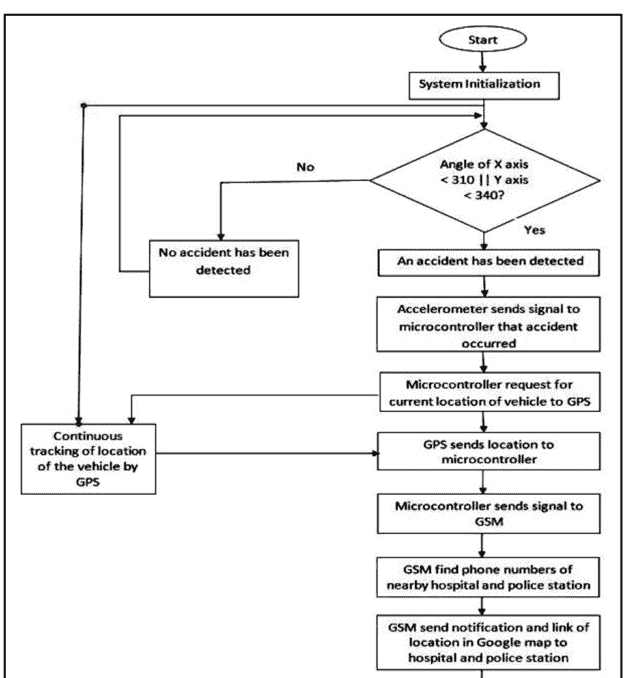 Start
System Initialization
Angle of X axis
< 310 || Y axis
< 340?
No
Yes
No accident has been
detected
An accident has been detected
Accelerometer sends signal to
microcontroller that accident
occurred
Microcontroller request for
current location of vehicle to GPS
Continuous
tracking of location
of the vehicle by
GPS
GPS sends location to
microcontroller
Microcontroller sends signal to
GSM
GSM find phone numbers of
nearby hospital and police station
GSM send notification and link of
location in Google map to
hospital and police station